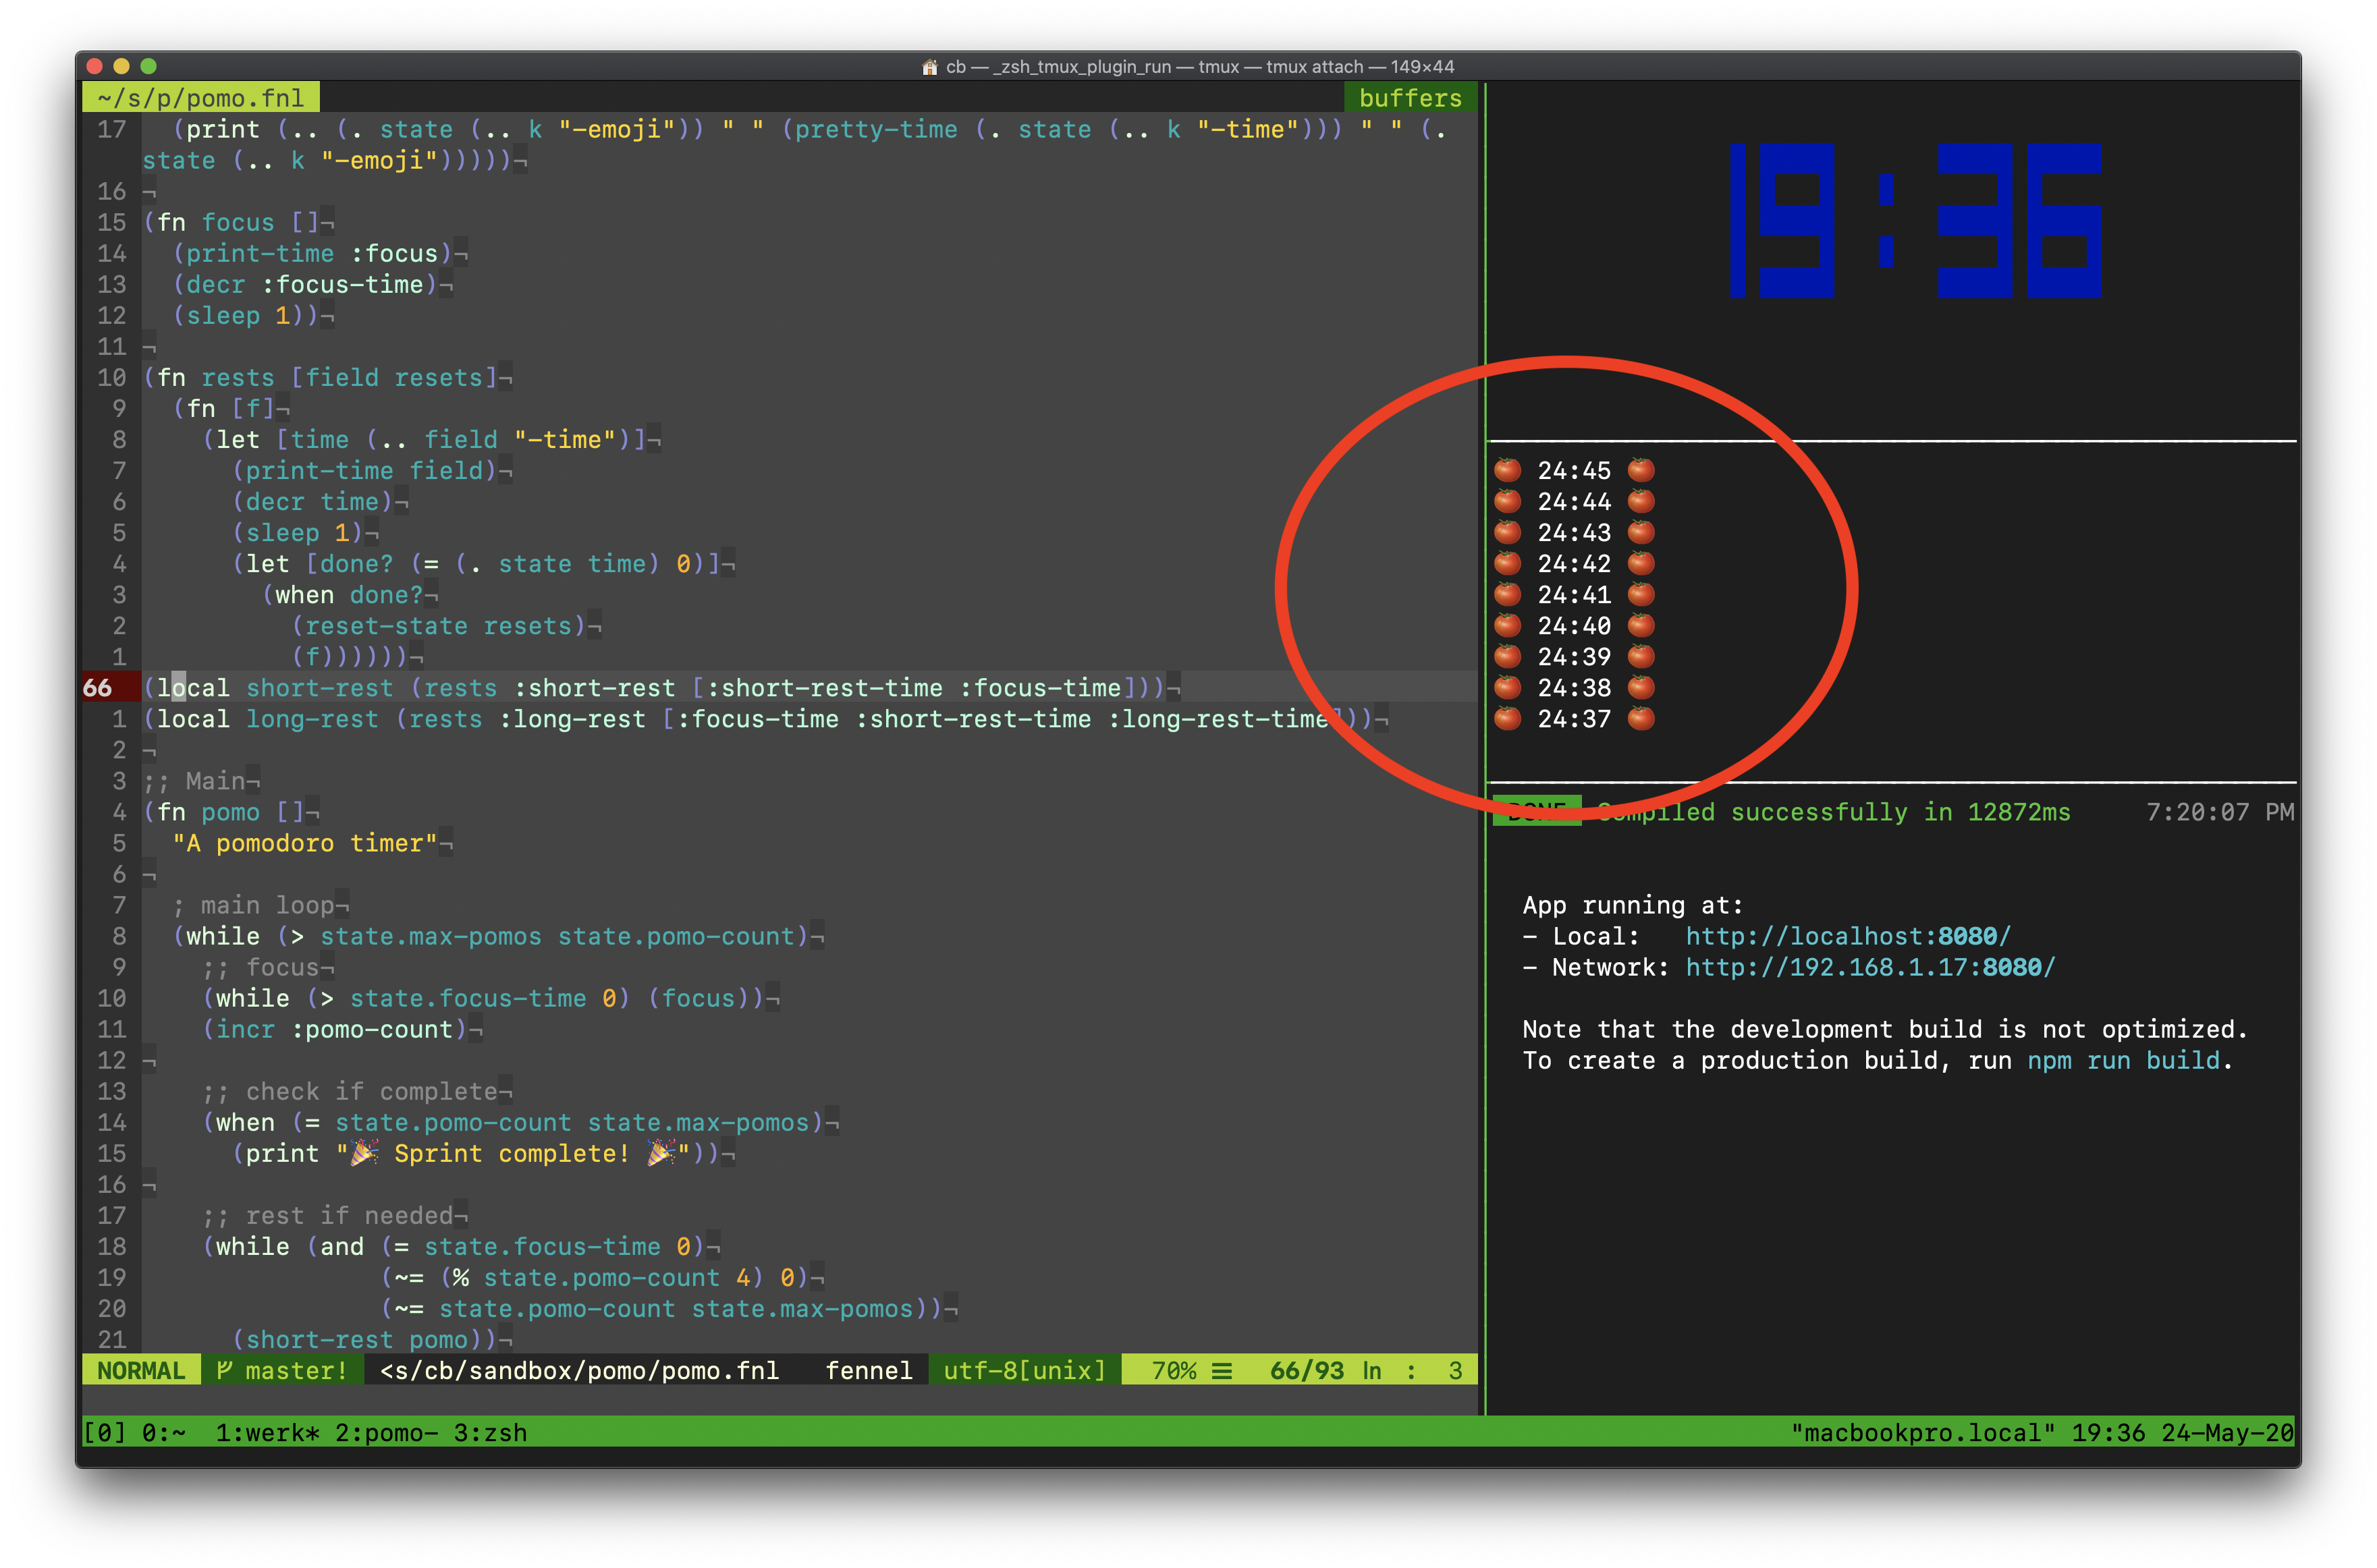 cb — _zsh_tmux_plugin_run — tmux — tmux attach — 149×44
~/s/p/pomo.fnl buffers
17 (print (.. (. state (.. k "-emoji")) " " (pretty-time (. state (.. k "-time"))) " " (.
state (.. k "-emoji")))))¬
16 ¬
15 (fn focus []¬
14 (print-time :focus)¬
13 (decr :focus-time)¬
12 (sleep 1))¬
11 ¬
10 (fn rests [field resets]¬
9 (fn [f]¬
8 (let [time (.. field "-time")]¬
7 (print-time field)¬
6 (decr time)¬
5 (sleep 1)¬
4 (let [done? (= (. state time) 0)]¬
3 (when done?¬
2 (reset-state resets)¬
1 (f))))))¬
66 (local short-rest (rests :short-rest [:short-rest-time :focus-time]))¬
1 (local long-rest (rests :long-rest [:focus-time :short-rest-time :long-rest-time]))¬
2 ¬
3 ;; Main¬
4 (fn pomo []¬
5 "A pomodoro timer"¬
6 ¬
7 ; main loop¬
8 (while (> state.max-pomos state.pomo-count)¬
9 ;; focus¬
10 (while (> state.focus-time 0) (focus))¬
11 (incr :pomo-count)¬
12 ¬
13 ;; check if complete¬
14 (when (= state.pomo-count state.max-pomos)¬
15 (print "🎉 Sprint complete! 🎉"))¬
16 ¬
17 ;; rest if needed¬
18 (while (and (= state.focus-time 0)¬
19 (~= (% state.pomo-count 4) 0)¬
20 (~= state.pomo-count state.max-pomos))¬
21 (short-rest pomo))¬
NORMAL master! <s/cb/sandbox/pomo/pomo.fnl fennel utf-8[unix] 70% ☰ 66/93 ln : 3
19:36
🍅 24:45 🍅
🍅 24:44 🍅
🍅 24:43 🍅
🍅 24:42 🍅
🍅 24:41 🍅
🍅 24:40 🍅
🍅 24:39 🍅
🍅 24:38 🍅
🍅 24:37 🍅
DONE Compiled successfully in 12872ms 7:20:07 PM
App running at:
- Local: http://localhost:8080/
- Network: http://192.168.1.17:8080/
Note that the development build is not optimized.
To create a production build, run npm run build.
[0] 0:~ 1:werk* 2:pomo- 3:zsh "macbookpro.local" 19:36 24-May-20